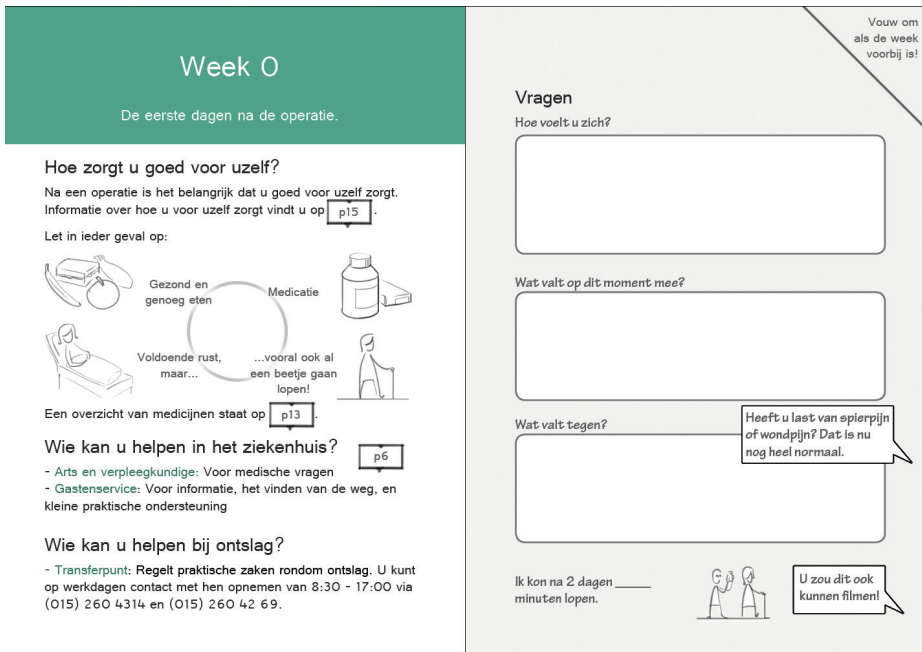 Week 0
De eerste dagen na de operatie.
Hoe zorgt u goed voor uzelf?
Na een operatie is het belangrijk dat u goed voor uzelf zorgt.
Informatie over hoe u voor uzelf zorgt vindt u op p15.
Let in ieder geval op:
Gezond en
genoeg eten
Medicatie
Voldoende rust,
maar...
...vooral ook al
een beetje gaan
lopen!
Een overzicht van medicijnen staat op p13.
Wie kan u helpen in het ziekenhuis?
p6
- Arts en verpleegkundige: Voor medische vragen
- Gastenservice: Voor informatie, het vinden van de weg, en
kleine praktische ondersteuning
Wie kan u helpen bij ontslag?
- Transferpunt: Regelt praktische zaken rondom ontslag. U kunt
op werkdagen contact met hen opnemen van 8:30 - 17:00 via
(015) 260 4314 en (015) 260 42 69.
Vouw om
als de week
voorbij is!
Vragen
Hoe voelt u zich?
Wat valt op dit moment mee?
Wat valt tegen?
Heeft u last van spierpijn
of wondpijn? Dat is nu
nog heel normaal.
Ik kon na 2 dagen _____
minuten lopen.
U zou dit ook
kunnen filmen!